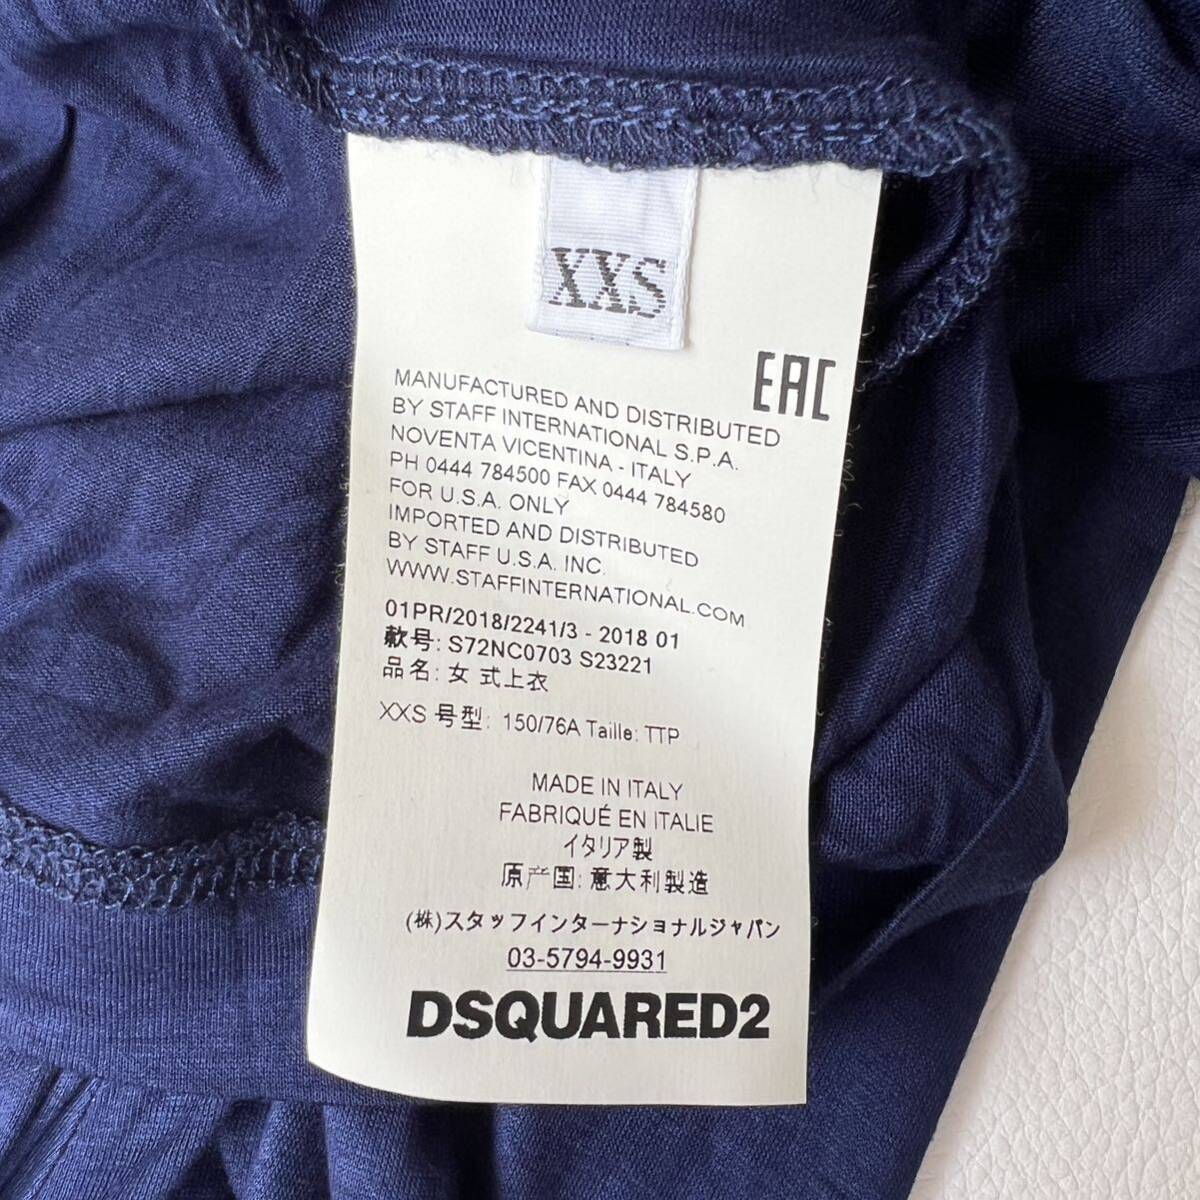 XXS
EAC
MANUFACTURED AND DISTRIBUTED
BY STAFF INTERNATIONAL S.P.A.
NOVENTA VICENTINA - ITALY
PH 0444 784500 FAX 0444 784580
FOR U.S.A. ONLY
IMPORTED AND DISTRIBUTED
BY STAFF U.S.A. INC.
WWW.STAFFINTERNATIONAL.COM
01PR/2018/2241/3 - 2018 01
款号: S72NC0703 S23221
品名: 女 式上衣
XXS 号型: 150/76A Taille: TTP
MADE IN ITALY
FABRIQUÉ EN ITALIE
イタリア製
原产国: 意大利製造
(株)スタッフインターナショナルジャパン
03-5794-9931
DSQUARED2